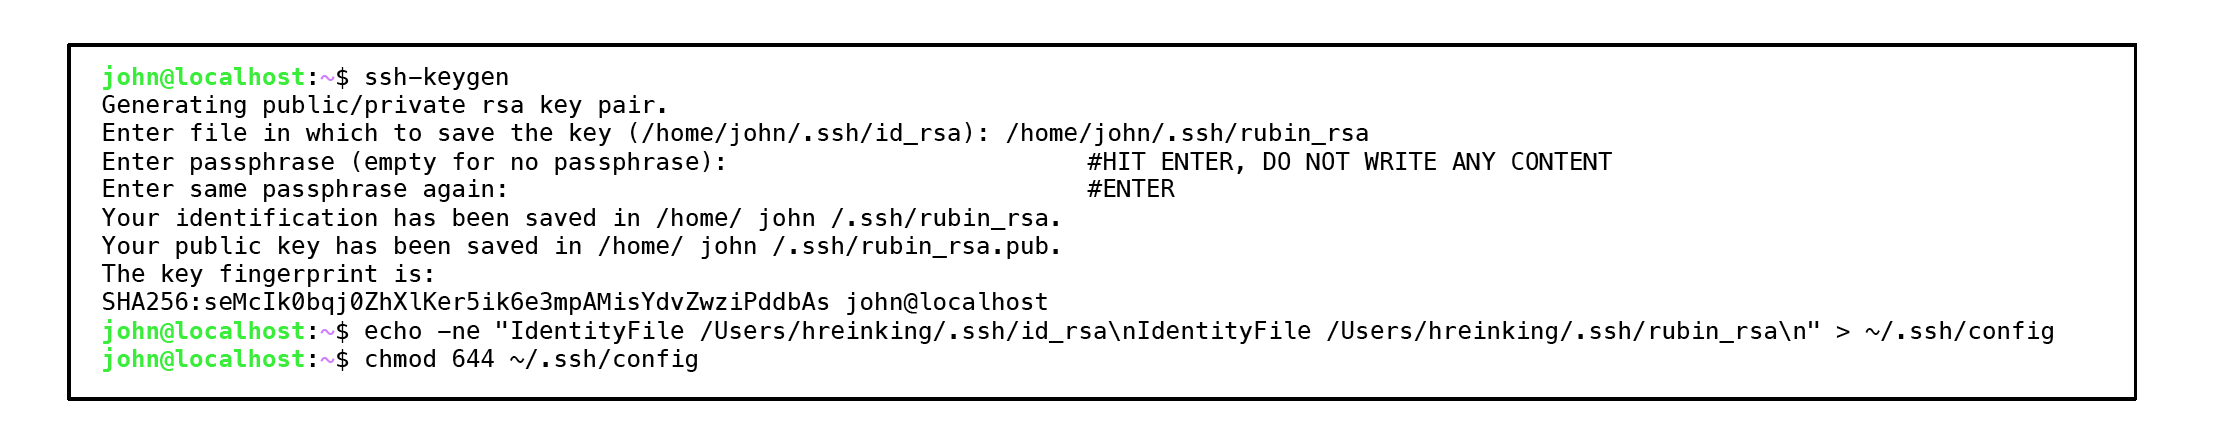 john@localhost:~$ ssh-keygen
Generating public/private rsa key pair.
Enter file in which to save the key (/home/john/.ssh/id_rsa): /home/john/.ssh/rubin_rsa
Enter passphrase (empty for no passphrase): #HIT ENTER, DO NOT WRITE ANY CONTENT
Enter same passphrase again: #ENTER
Your identification has been saved in /home/ john /.ssh/rubin_rsa.
Your public key has been saved in /home/ john /.ssh/rubin_rsa.pub.
The key fingerprint is:
SHA256:seMcIk0bqj0ZhXlKer5ik6e3mpAMisYdvZwziPddbAs john@localhost
john@localhost:~$ echo -ne "IdentityFile /Users/hreinking/.ssh/id_rsa\nIdentityFile /Users/hreinking/.ssh/rubin_rsa\n" > ~/.ssh/config
john@localhost:~$ chmod 644 ~/.ssh/config